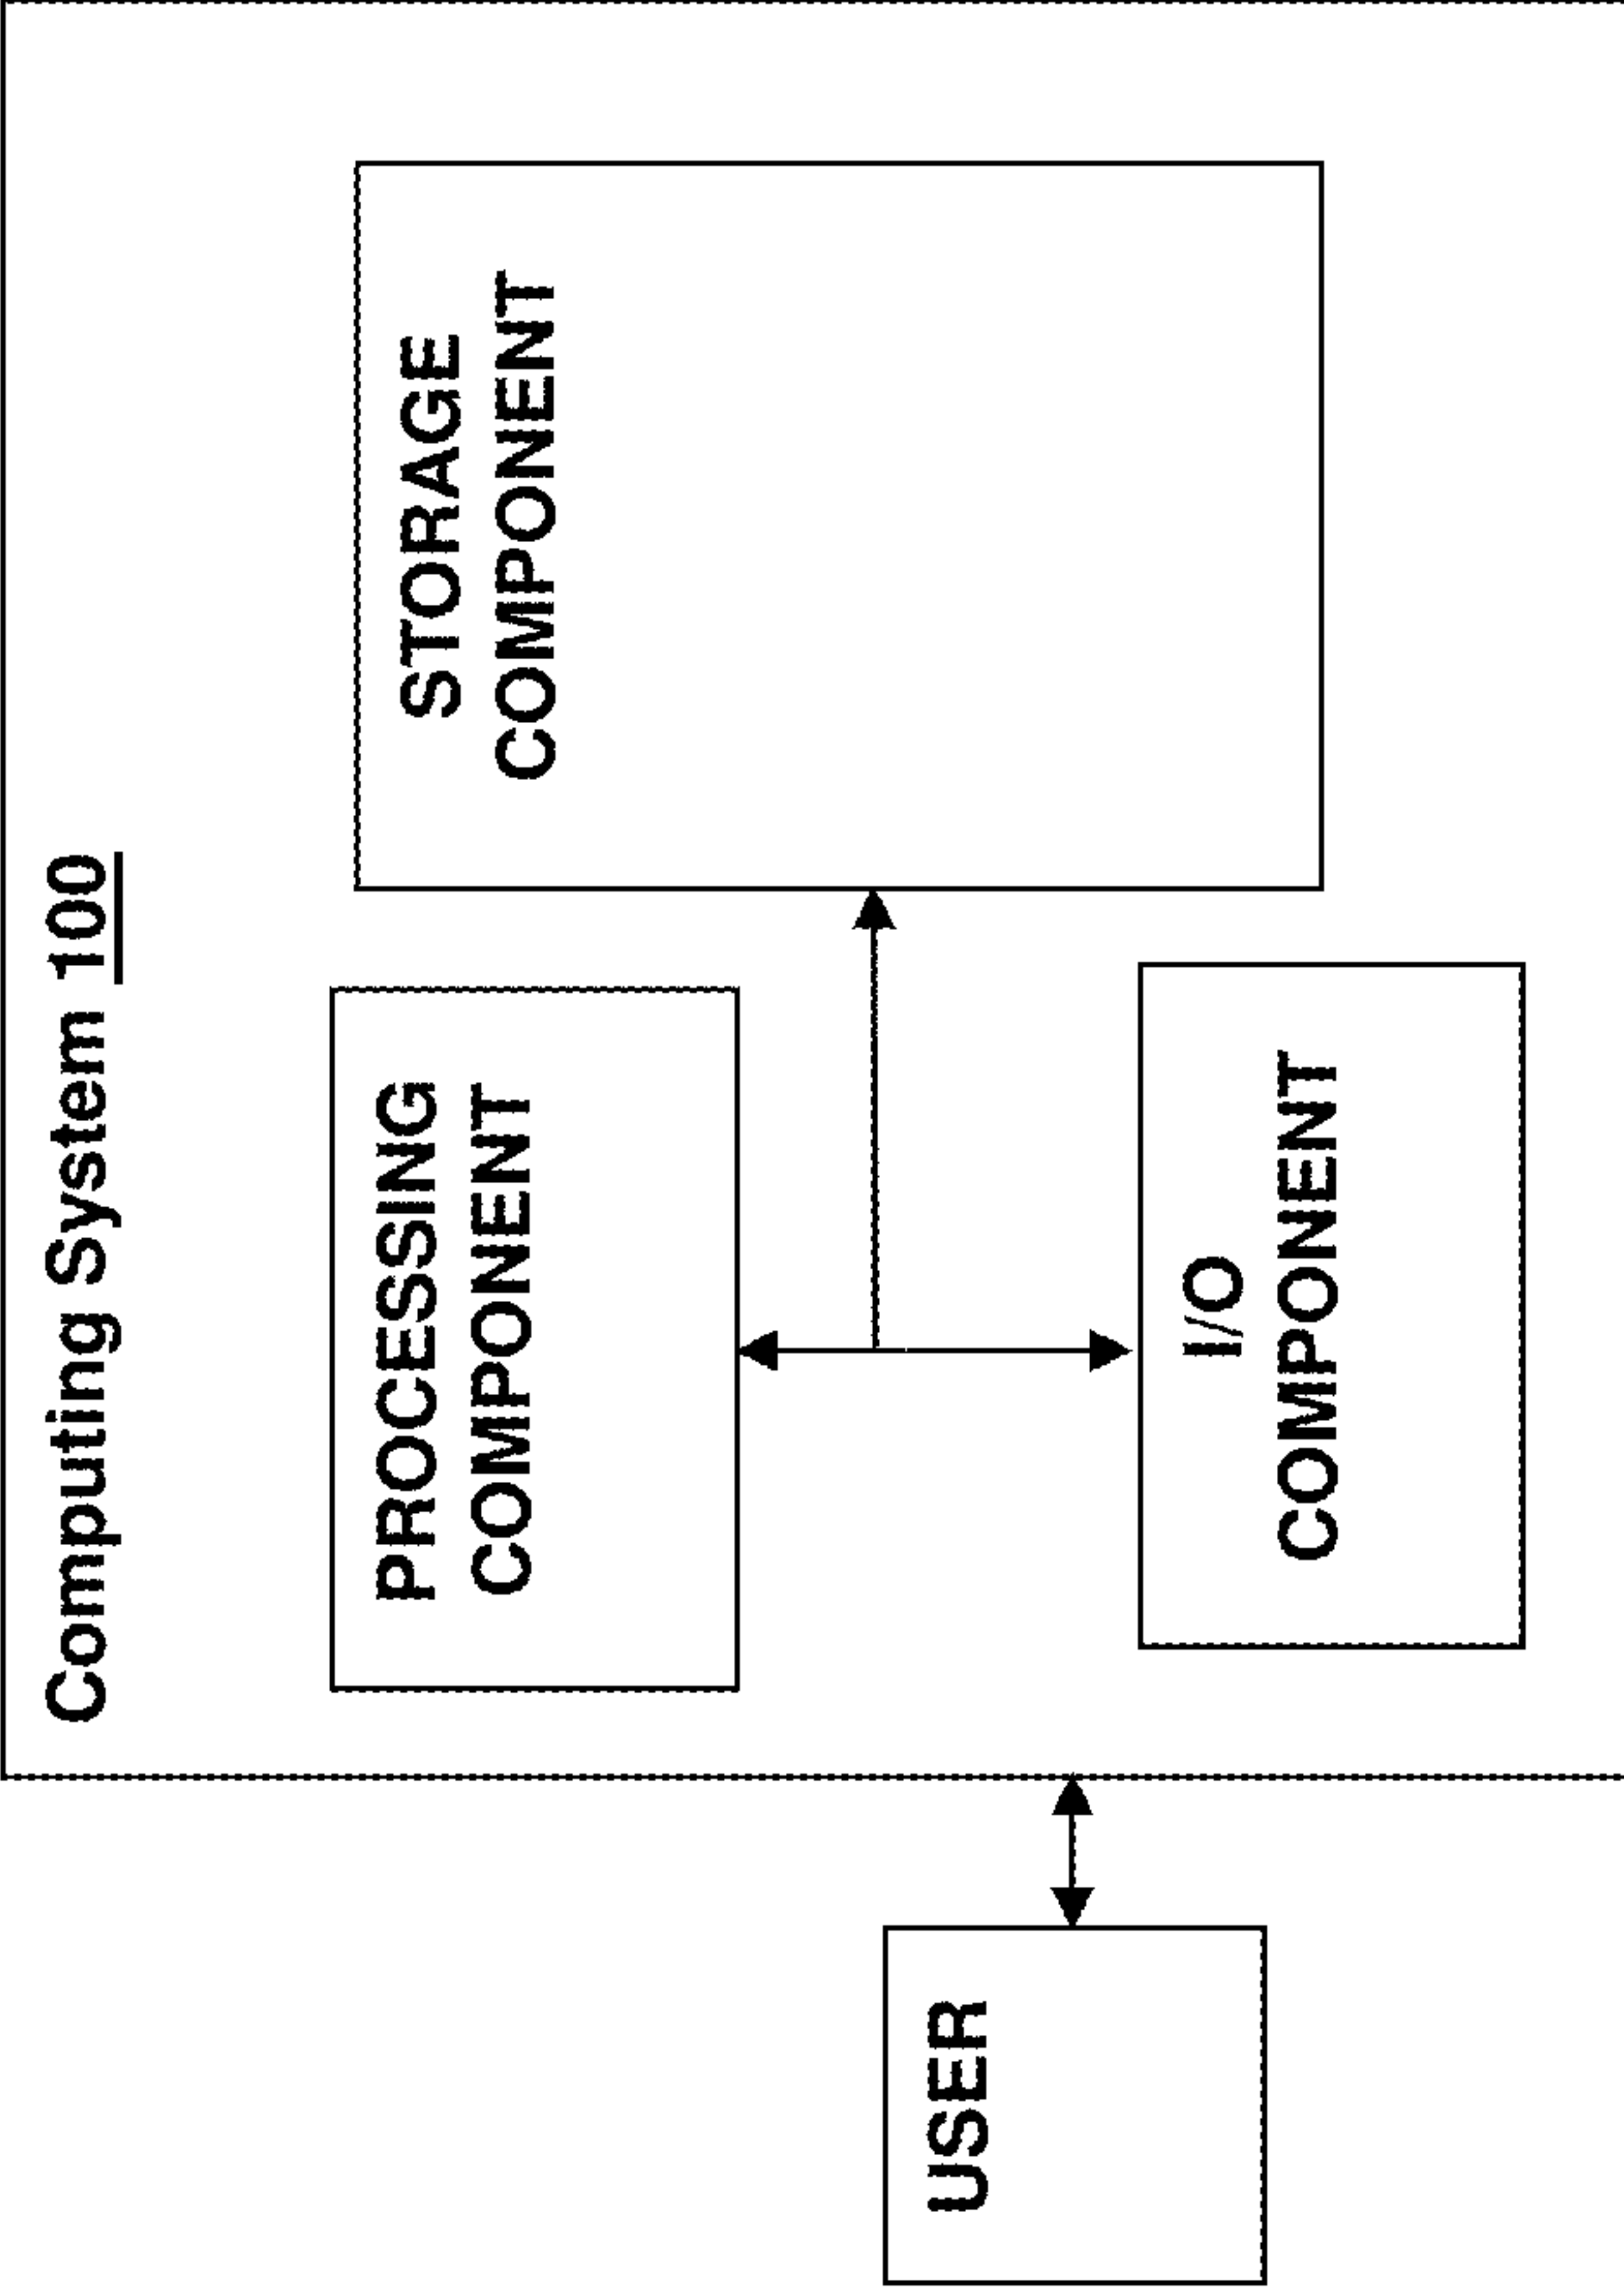 Computing System 100
PROCESSING
COMPONENT
STORAGE
COMPONENT
USER
I/O
COMPONENT